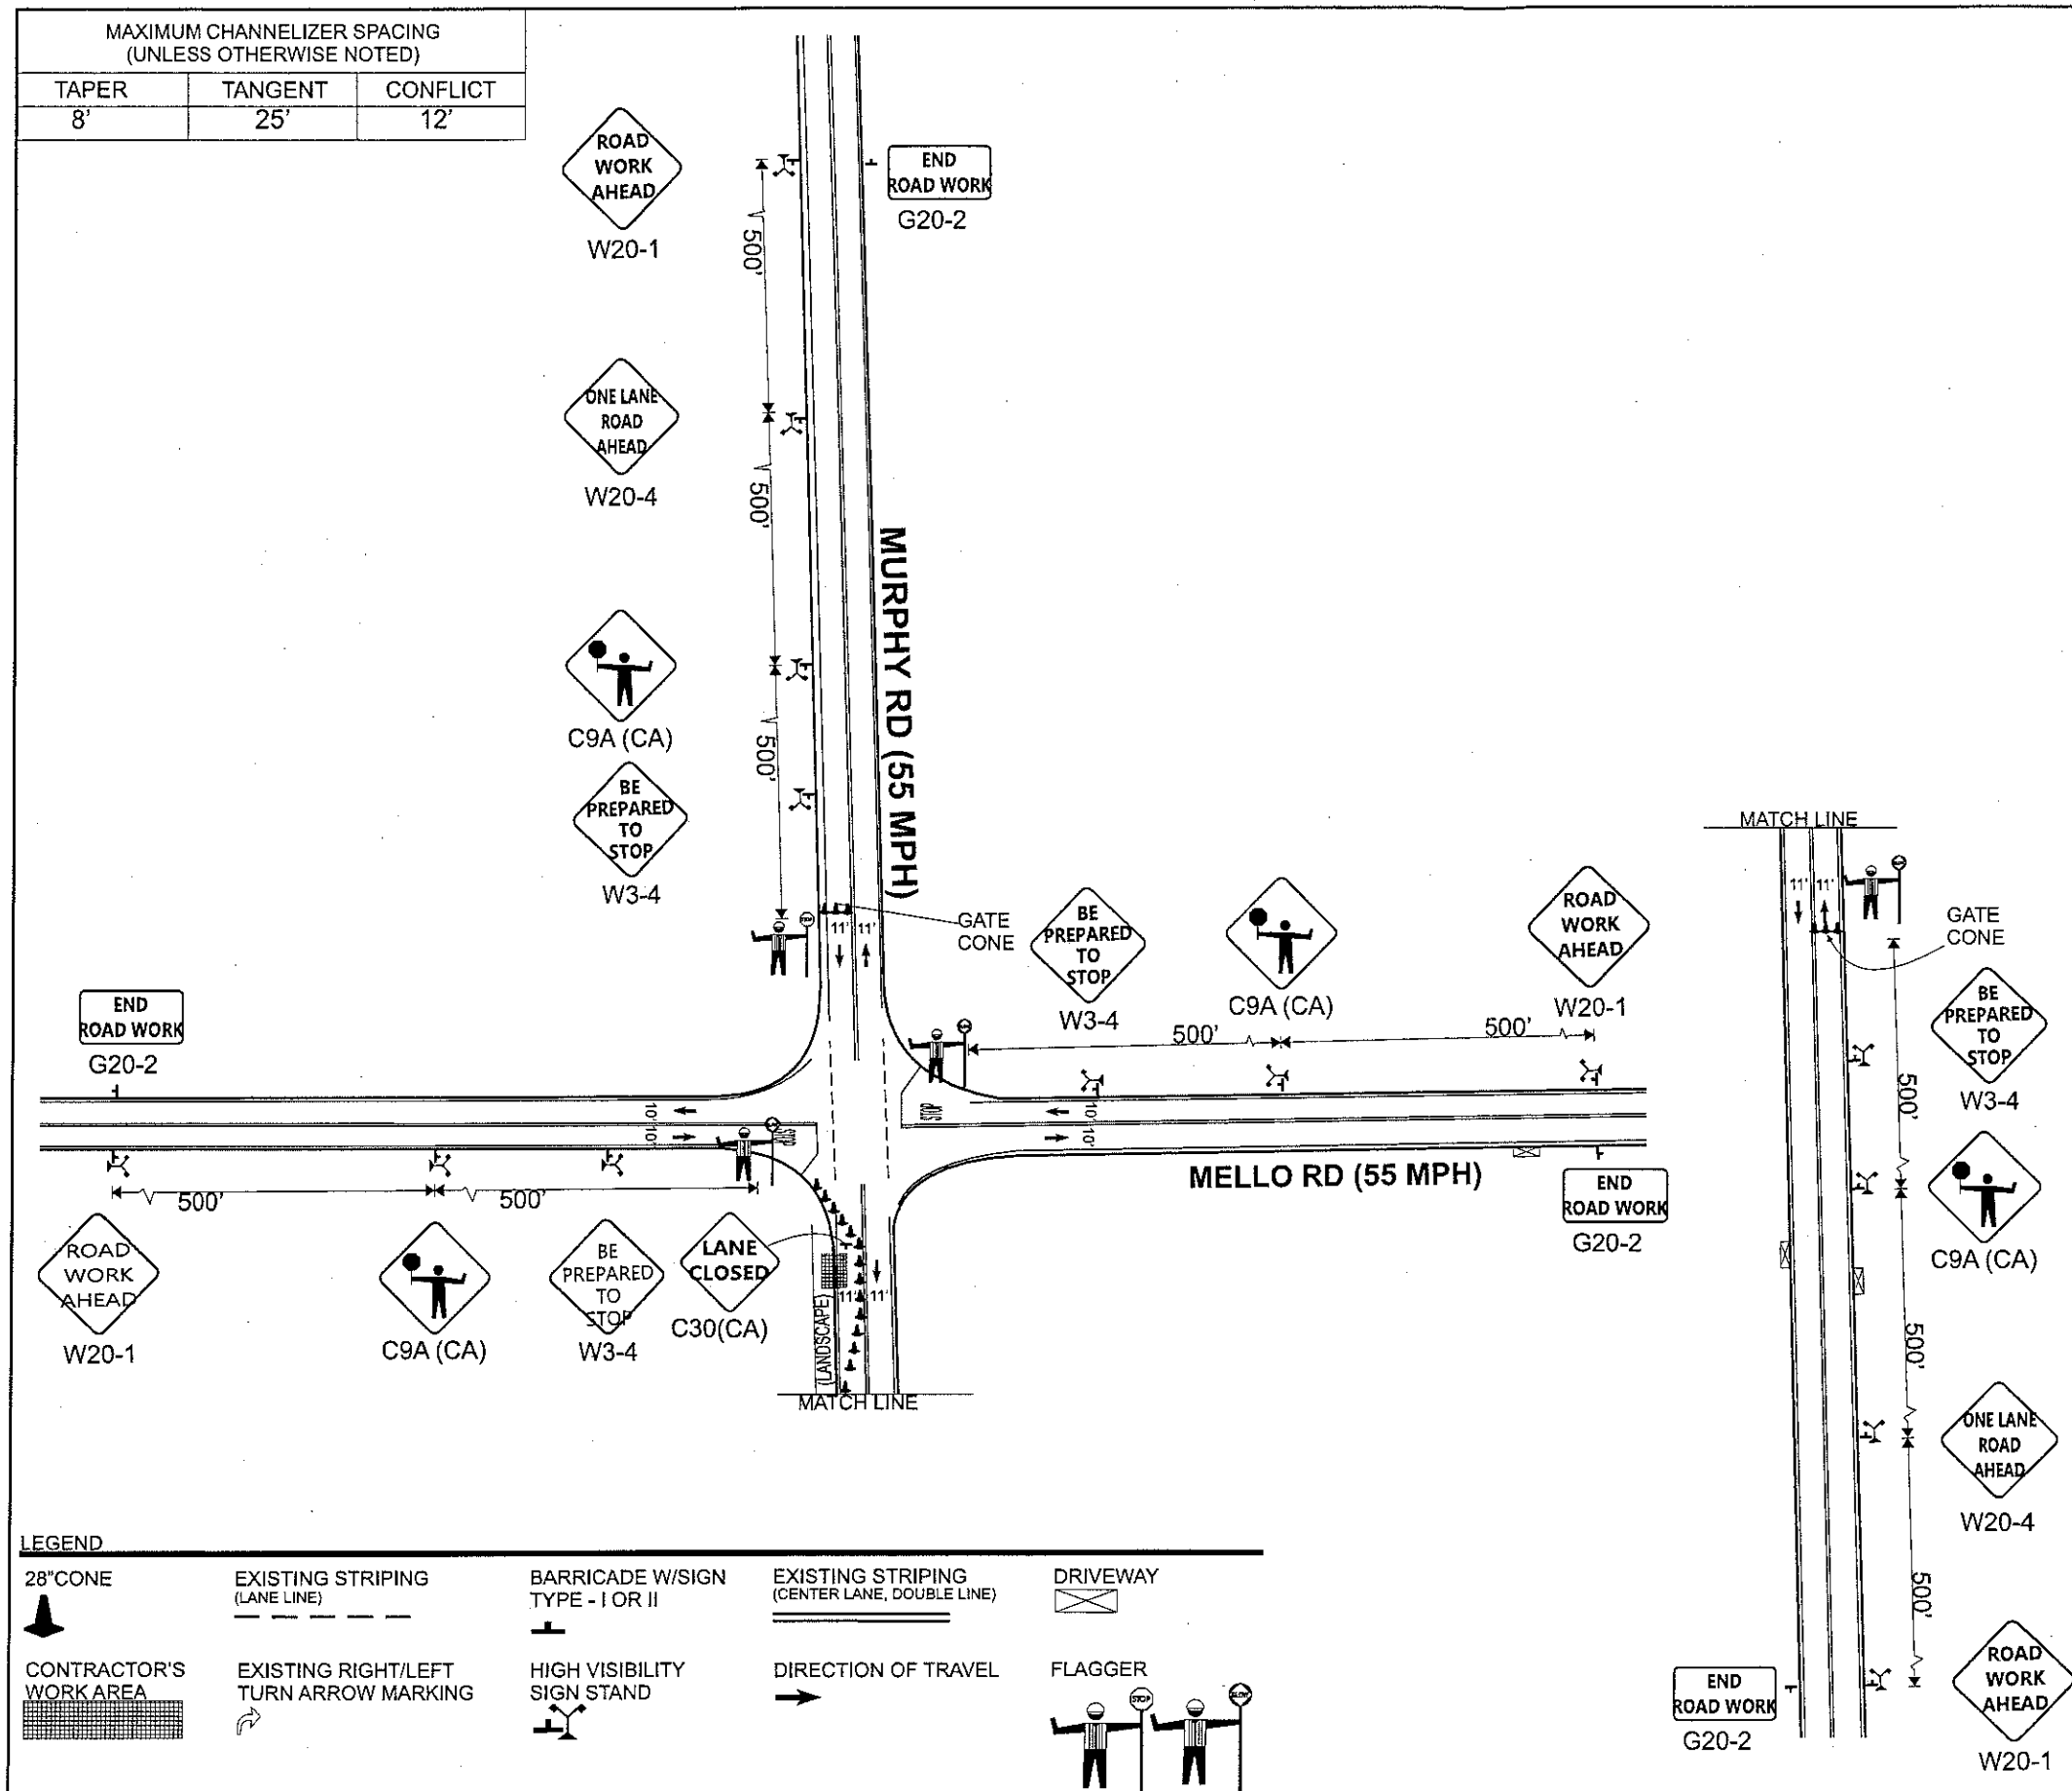 MAXIMUM CHANNELIZER SPACING
(UNLESS OTHERWISE NOTED)
TAPER TANGENT CONFLICT
8' 25' 12'
ROAD
WORK
AHEAD
W20-1
END
ROAD WORK
G20-2
500'
ONE LANE
ROAD
AHEAD
W20-4
500'
C9A (CA)
500'
BE
PREPARED
TO
STOP
W3-4
MURPHY RD (55 MPH)
STOP
11' 11'
GATE
CONE
BE
PREPARED
TO
STOP
W3-4
C9A (CA)
ROAD
WORK
AHEAD
W20-1
500' 500'
END
ROAD WORK
G20-2
10' 10'
STOP
STOP
10' 10'
MELLO RD (55 MPH)
END
ROAD WORK
G20-2
500' 500'
ROAD
WORK
AHEAD
W20-1
C9A (CA)
BE
PREPARED
TO
STOP
W3-4
LANE
CLOSED
C30(CA)
11' 11'
(LANDSCAPE)
MATCH LINE
MATCH LINE
11' 11'
GATE
CONE
BE
PREPARED
TO
STOP
W3-4
500'
C9A (CA)
500'
ONE LANE
ROAD
AHEAD
W20-4
500'
END
ROAD WORK
G20-2
ROAD
WORK
AHEAD
W20-1
LEGEND
28"CONE
EXISTING STRIPING
(LANE LINE)
BARRICADE W/SIGN
TYPE - I OR II
EXISTING STRIPING
(CENTER LANE, DOUBLE LINE)
DRIVEWAY
CONTRACTOR'S
WORK AREA
EXISTING RIGHT/LEFT
TURN ARROW MARKING
HIGH VISIBILITY
SIGN STAND
DIRECTION OF TRAVEL
FLAGGER
STOP
SLOW